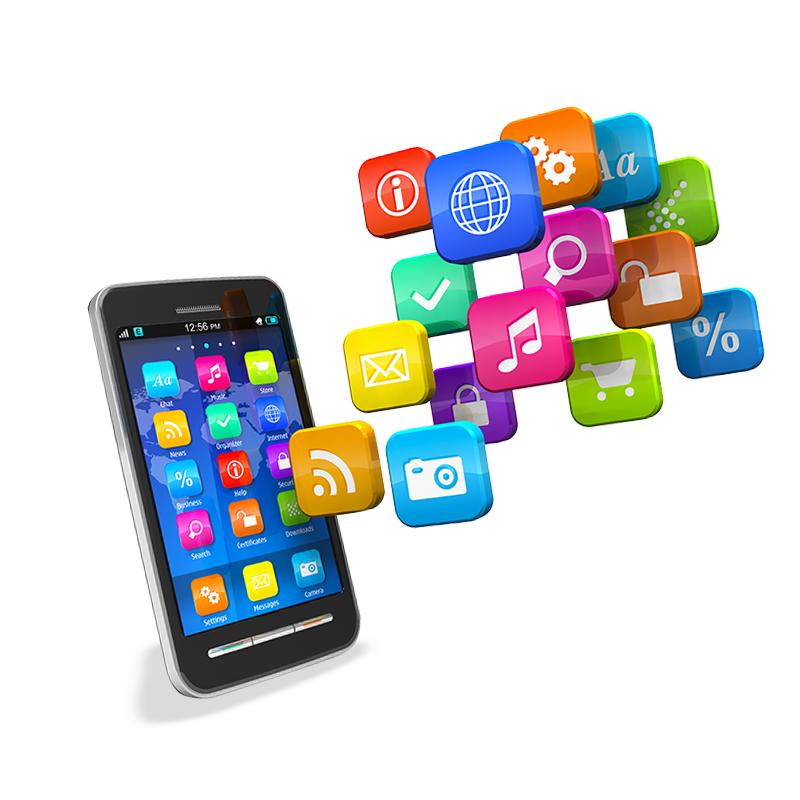 12:56 PM
Aa
Chat
Music
Store
News
Organizer
Internet
%
Business
Help
Securi
Search
Certificates
Downloads
Settings
Messages
Camera
i
Aa
%